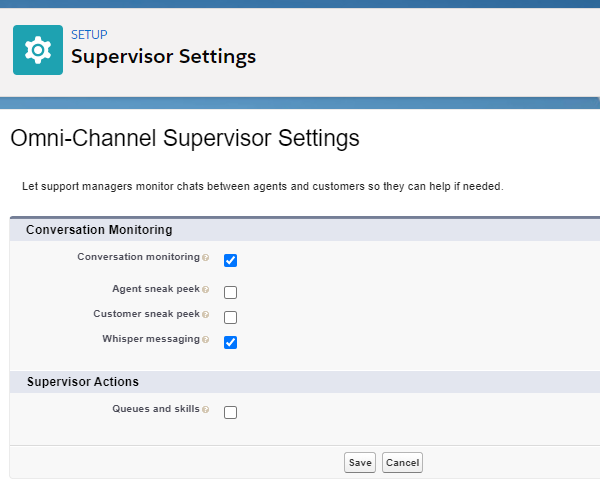 SETUP
Supervisor Settings
Omni-Channel Supervisor Settings
Let support managers monitor chats between agents and customers so they can help if needed.
Conversation Monitoring
Conversation monitoring ?
Agent sneak peek ?
Customer sneak peek ?
Whisper messaging ?
Supervisor Actions
Queues and skills ?
Save Cancel